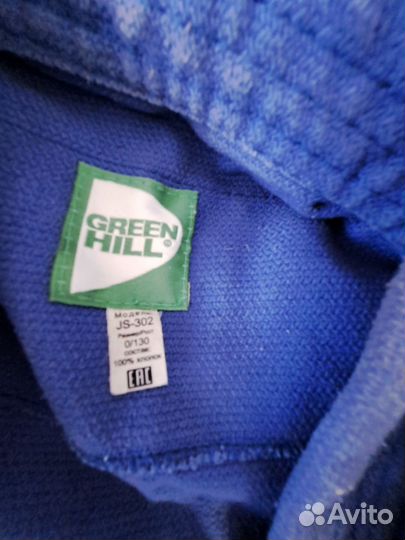 GREEN
HILL®
Модель
JS-302
Размер/Рост
0/130
состав:
100% хлопок
EAC
Avito